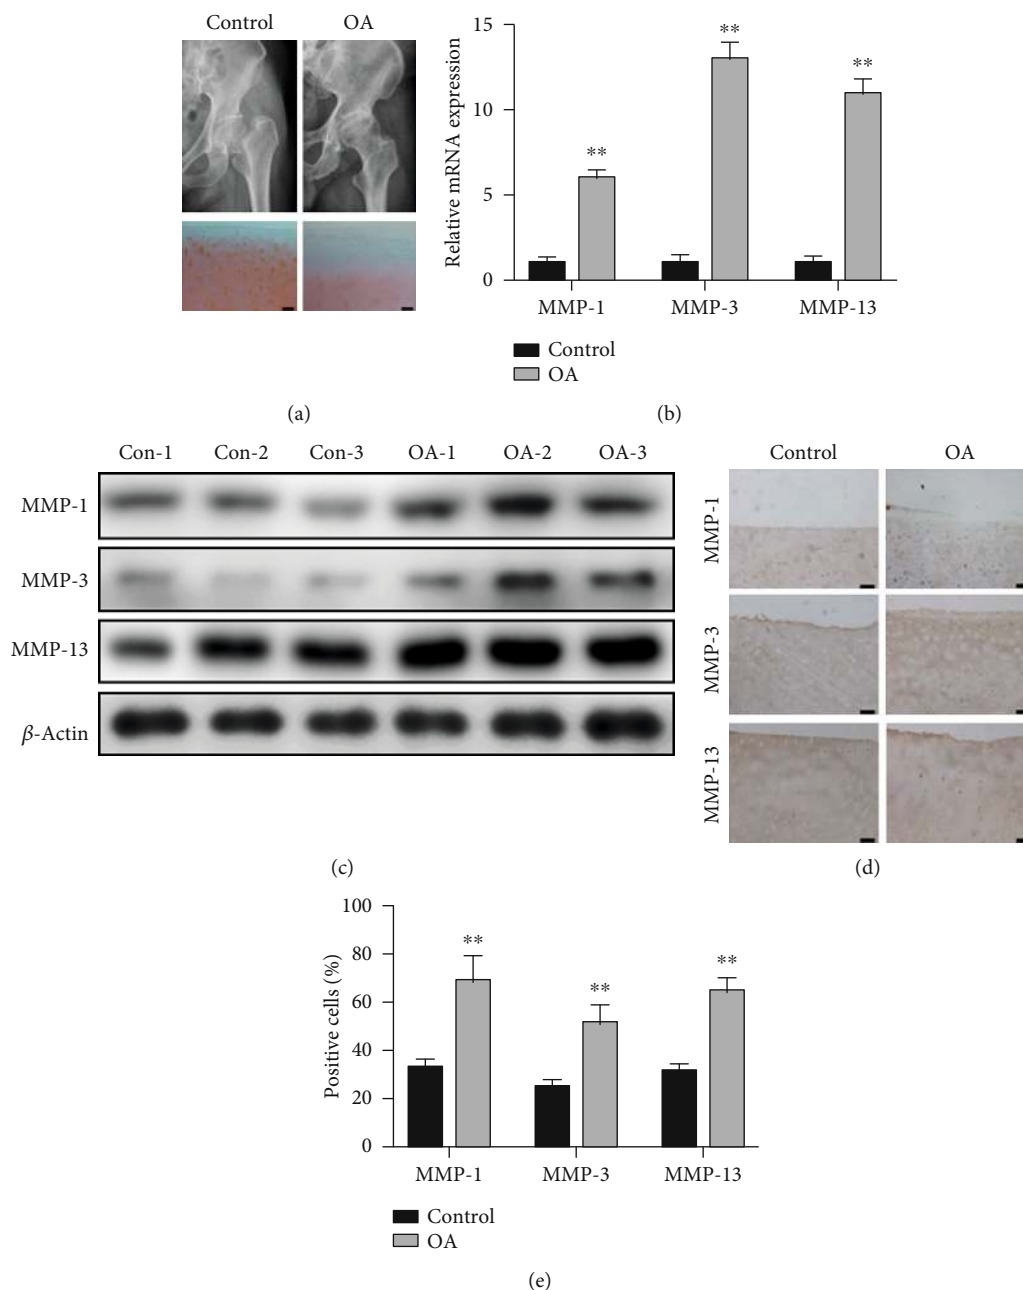 Control OA
15
10
5
0
Relative mRNA expression
**
**
**
MMP-1 MMP-3 MMP-13
Control
OA
(a)
(b)
Con-1 Con-2 Con-3 OA-1 OA-2 OA-3
MMP-1
MMP-3
MMP-13
β-Actin
(c)
Control OA
MMP-1
MMP-3
MMP-13
(d)
100
80
60
40
20
0
Positive cells (%)
**
**
**
MMP-1 MMP-3 MMP-13
Control
OA
(e)